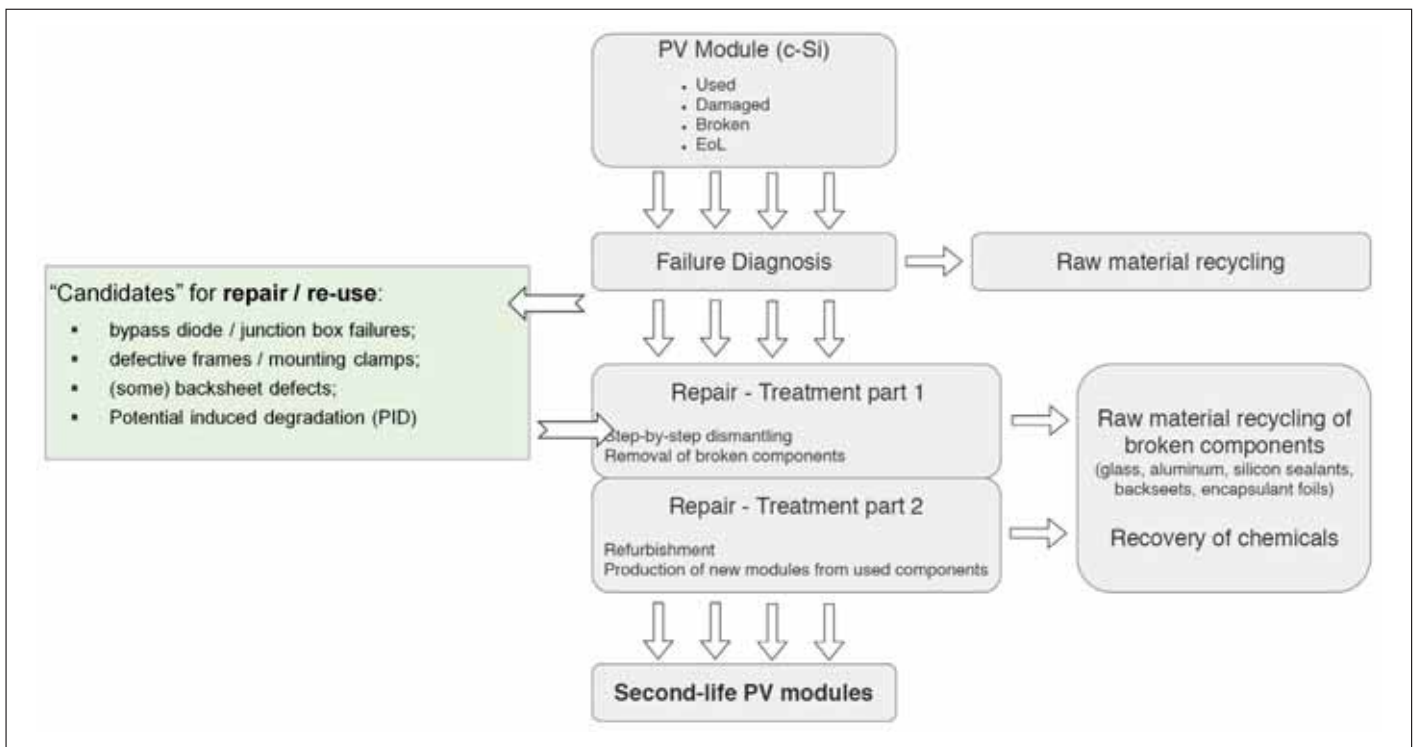 PV Module (c-Si)
• Used
• Damaged
• Broken
• EoL
Failure Diagnosis
Raw material recycling
“Candidates” for repair / re-use:
▪ bypass diode / junction box failures;
▪ defective frames / mounting clamps;
▪ (some) backsheet defects;
▪ Potential induced degradation (PID)
Repair - Treatment part 1
Step-by-step dismantling
Removal of broken components
Repair - Treatment part 2
Refurbishment
Production of new modules from used components
Raw material recycling of
broken components
(glass, aluminum, silicon sealants,
backseets, encapsulant foils)
Recovery of chemicals
Second-life PV modules